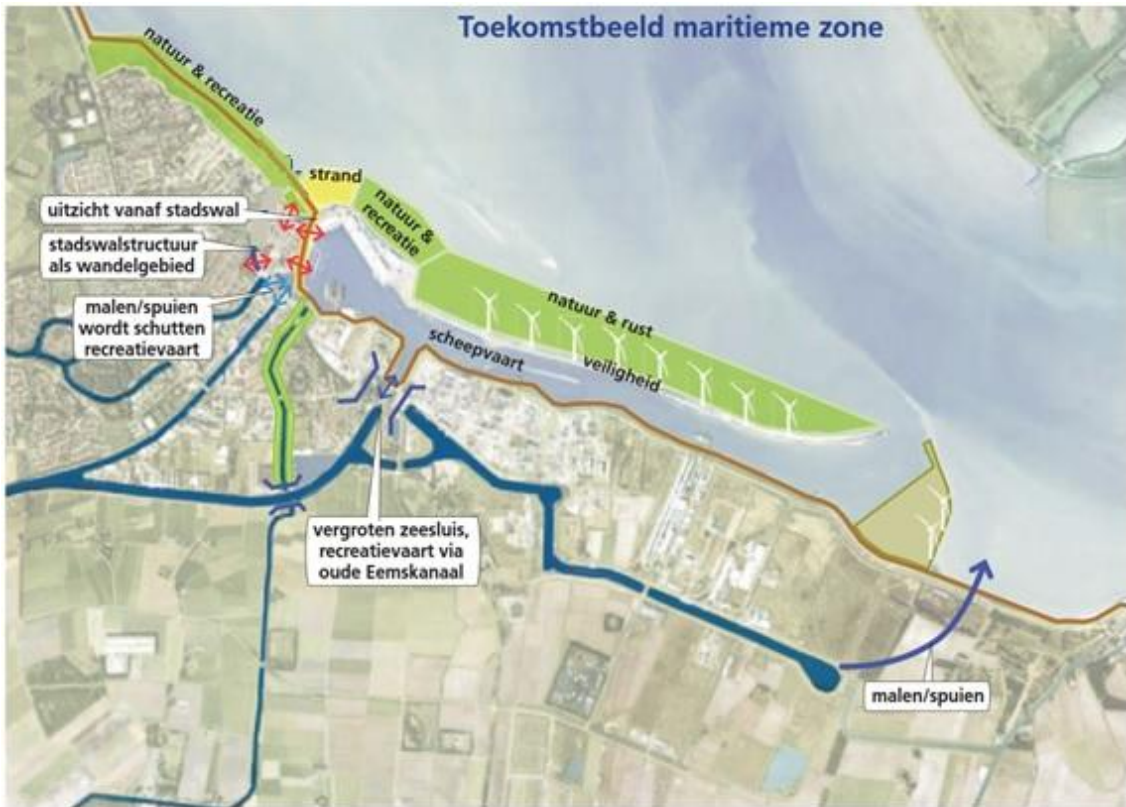 Toekomstbeeld maritieme zone
natuur & recreatie
strand
natuur &
recreatie
uitzicht vanaf stadswal
stadswalstructuur
als wandelgebied
malen/spuien
wordt schutten
recreatievaart
natuur & rust
scheepvaart
veiligheid
vergroten zeesluis,
recreatievaart via
oude Eemskanaal
malen/spuien